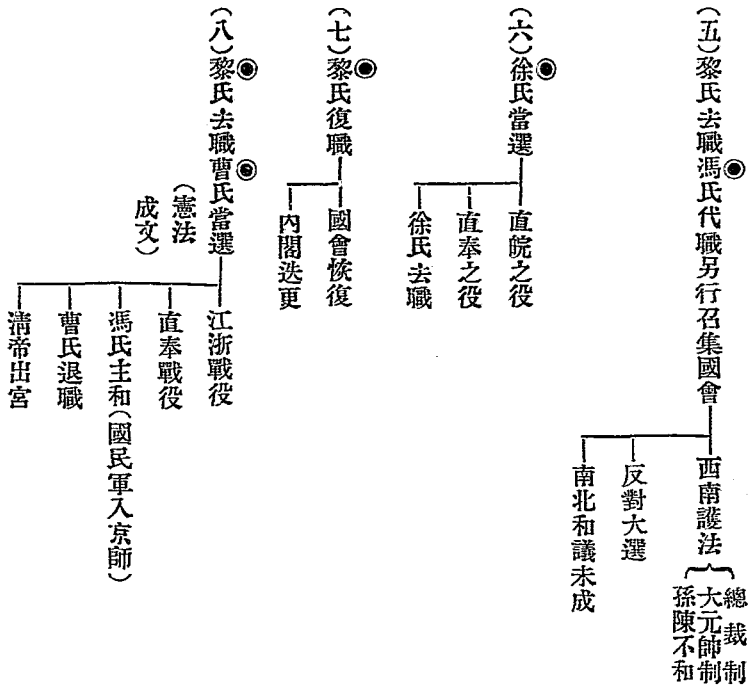 （五）黎氏去職馮氏代職另行召集國會
西南護法
總裁制
大元帥制
孫陳不和
反對大選
南北和議未成
（六）徐氏當選
直皖之役
直奉之役
徐氏去職
（七）黎氏復職
國會恢復
內閣迭更
（八）黎氏去職曹氏當選
（憲法
成文）
江浙戰役
直奉戰役
馮氏主和（國民軍入京師）
曹氏退職
清帝出宮